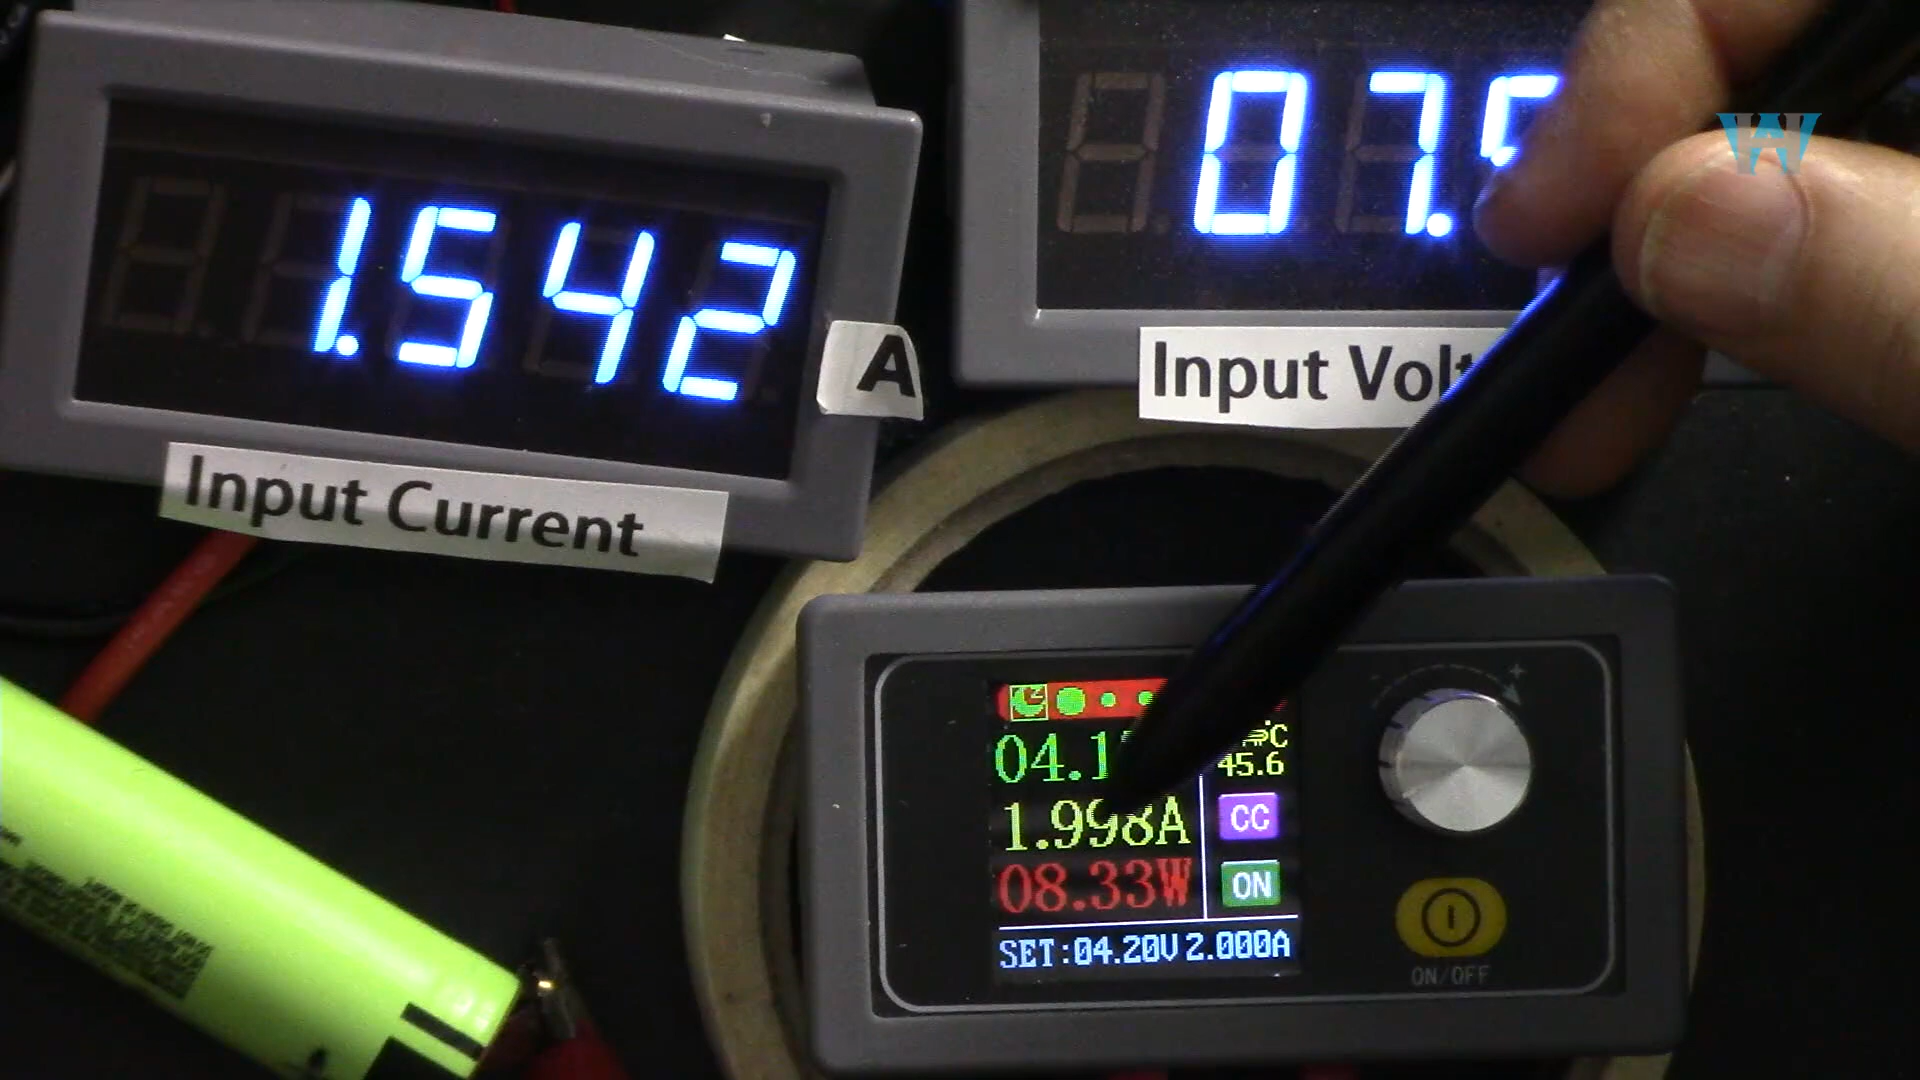 1.542
A
Input Current
07.
Input
04.1
1.998A
08.33W
°C
45.6
CC
ON
SET:04.20V 2.000A
- +
ON/OFF